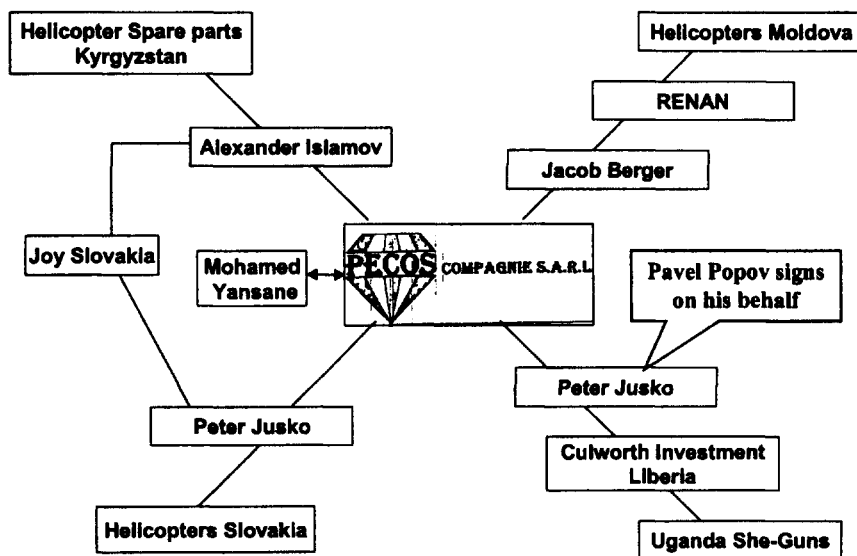 Helicopter Spare parts
Kyrgyzstan
Helicopters Moldova
RENAN
Alexander Islamov
Jacob Berger
Joy Slovakia
Mohamed
Yansane
PECOS
COMPAGNIE S.A.R.L
Pavel Popov signs
on his behalf
Peter Jusko
Peter Jusko
Culworth Investment
Liberia
Helicopters Slovakia
Uganda She-Guns